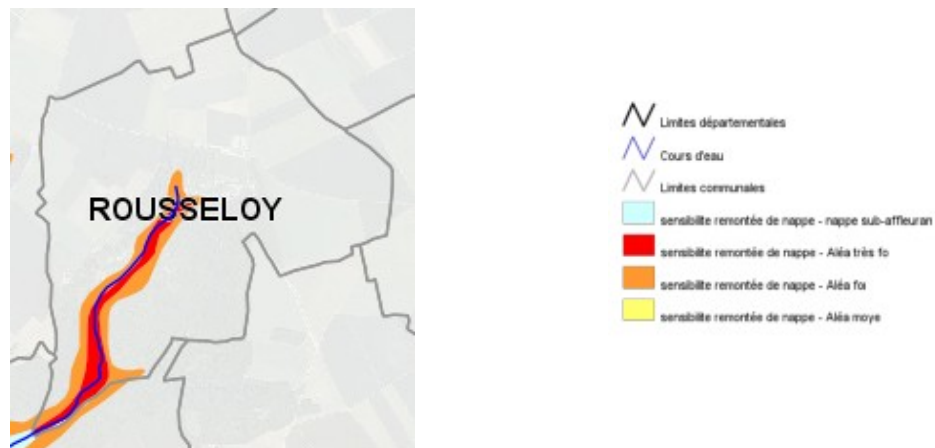 ROUSSELOY
Limites départementales
Cours d'eau
Limites communales
sensibilite remontée de nappe - nappe sub-affleuran
sensibilite remontée de nappe - Aléa très fo
sensibilite remontée de nappe - Aléa foi
sensibilite remontée de nappe - Aléa moye